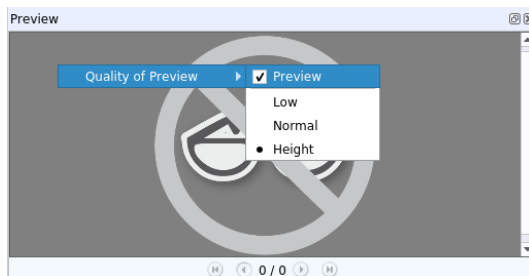 Preview
Quality of Preview
Preview
Low
Normal
Height
0 / 0